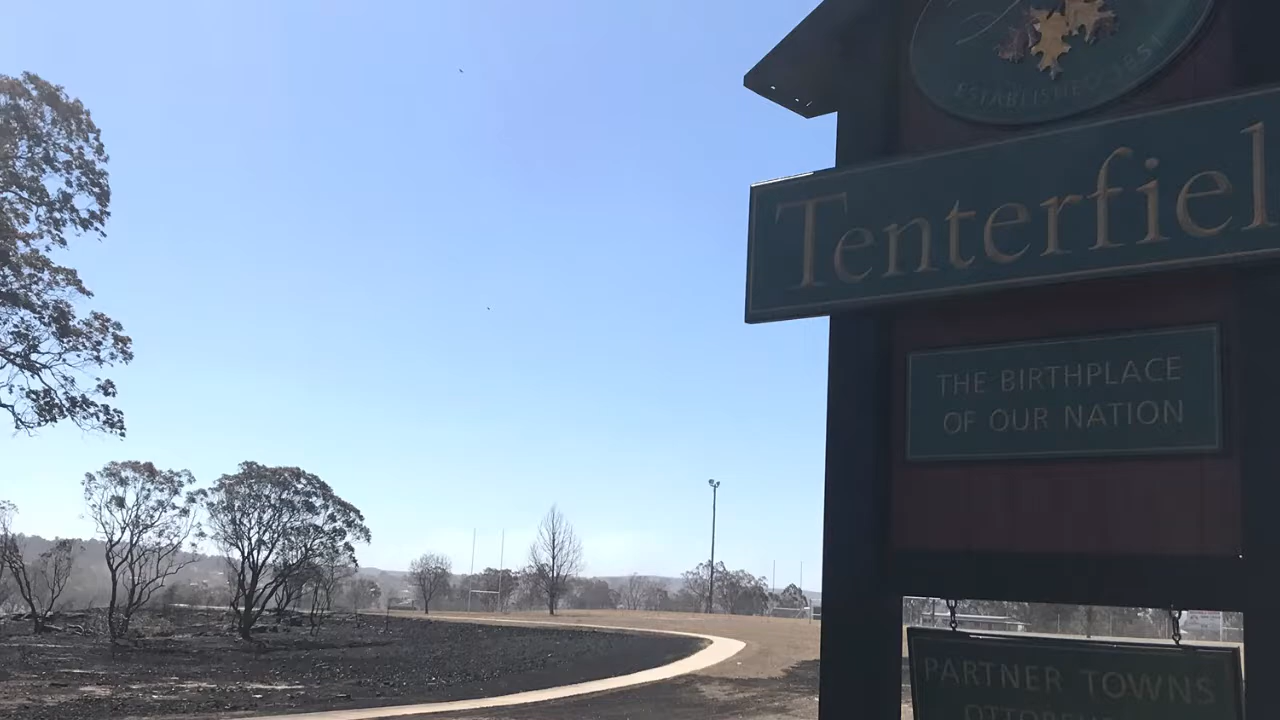 ESTABLISHED 1851
Tenterfiel
THE BIRTHPLACE
OF OUR NATION
PARTNER TOWNS